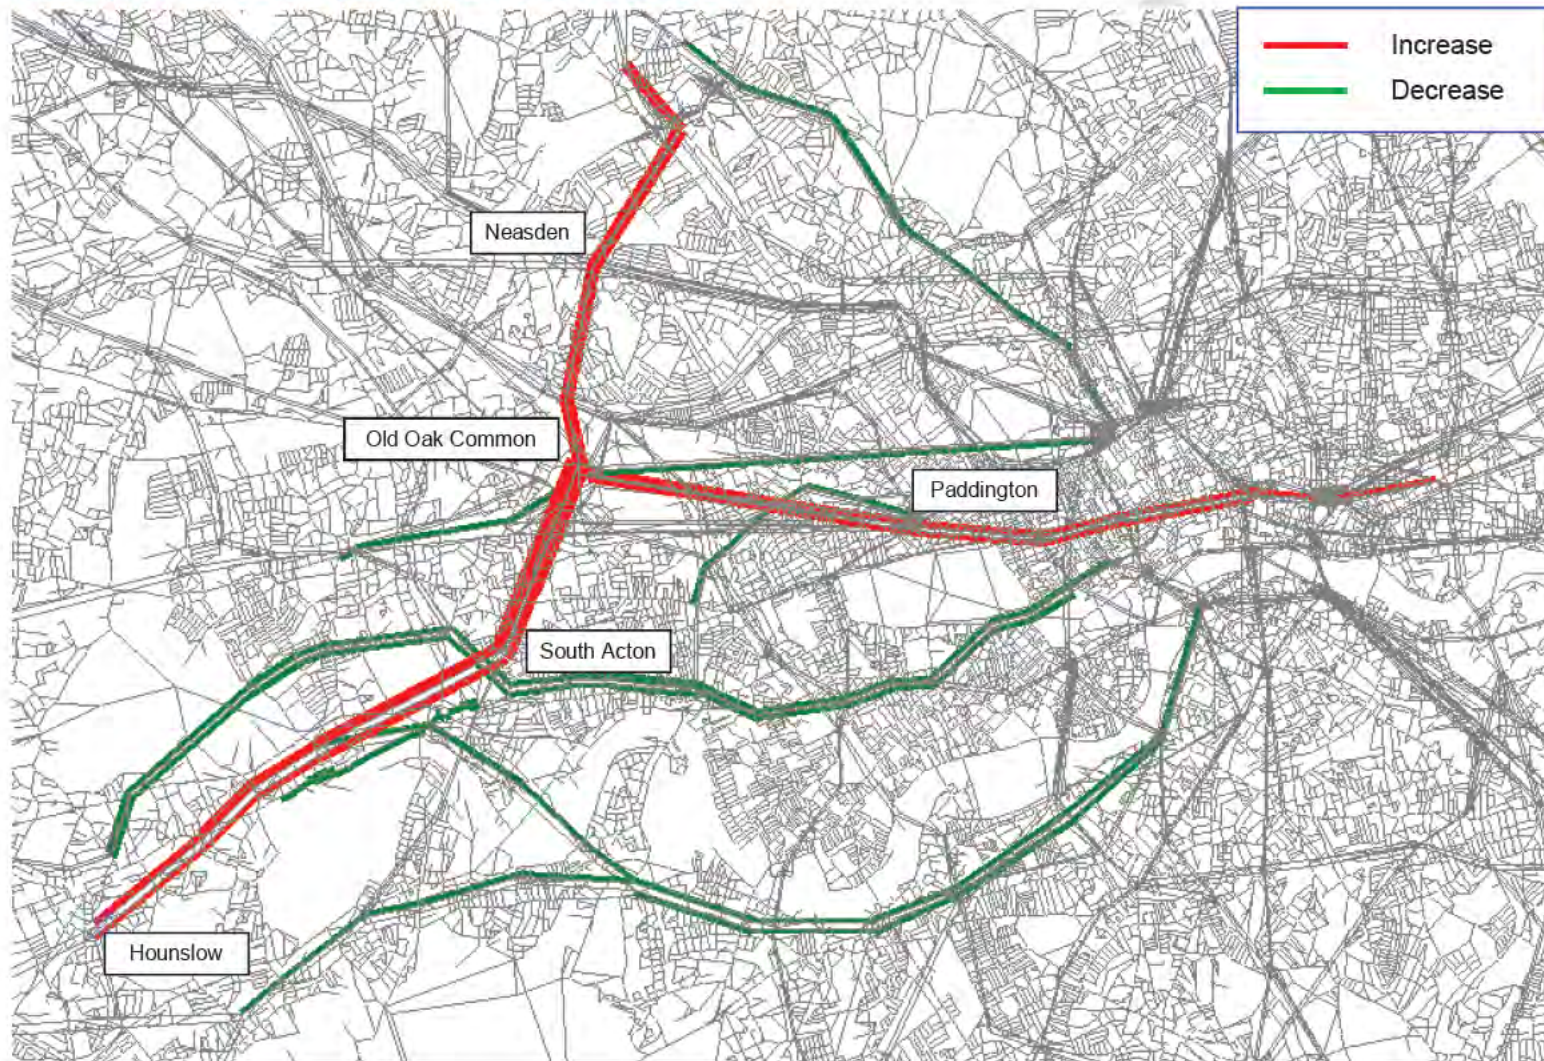 Increase
Decrease
Neasden
Old Oak Common
Paddington
South Acton
Hounslow